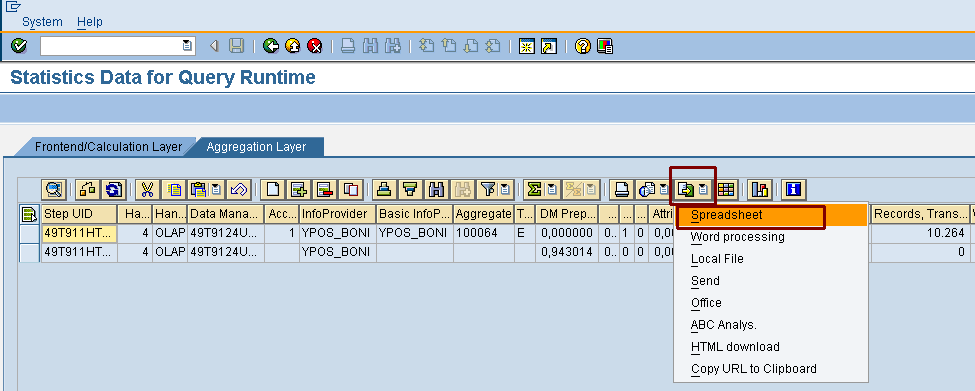 System Help
Statistics Data for Query Runtime
Frontend/Calculation Layer Aggregation Layer
Step UID Ha... Han... Data Mana... Acc... InfoProvider Basic InfoP... Aggregate T... DM Prep... ... ... ... Attri Records, Trans...
49T911HT... 4 OLAP 49T9124U... 1 YPOS_BONI YPOS_BONI 100064 E 0,000000 0.. 1 0 0,00 10.264
49T911HT... 4 OLAP 49T9124U... YPOS_BONI 0,943014 0.. 0 0 0,00 0
Spreadsheet
Word processing
Local File
Send
Office
ABC Analys.
HTML download
Copy URL to Clipboard